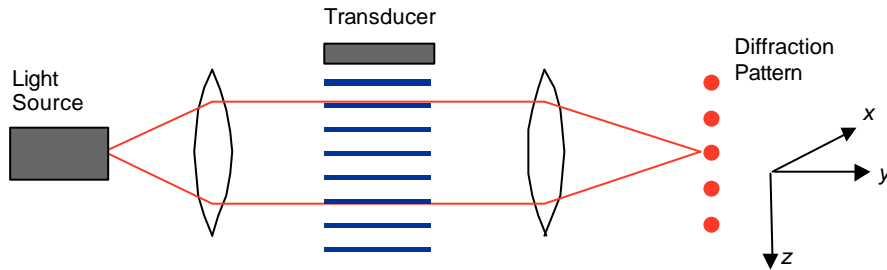 Transducer
Light
Source
Diffraction
Pattern
x
y
z